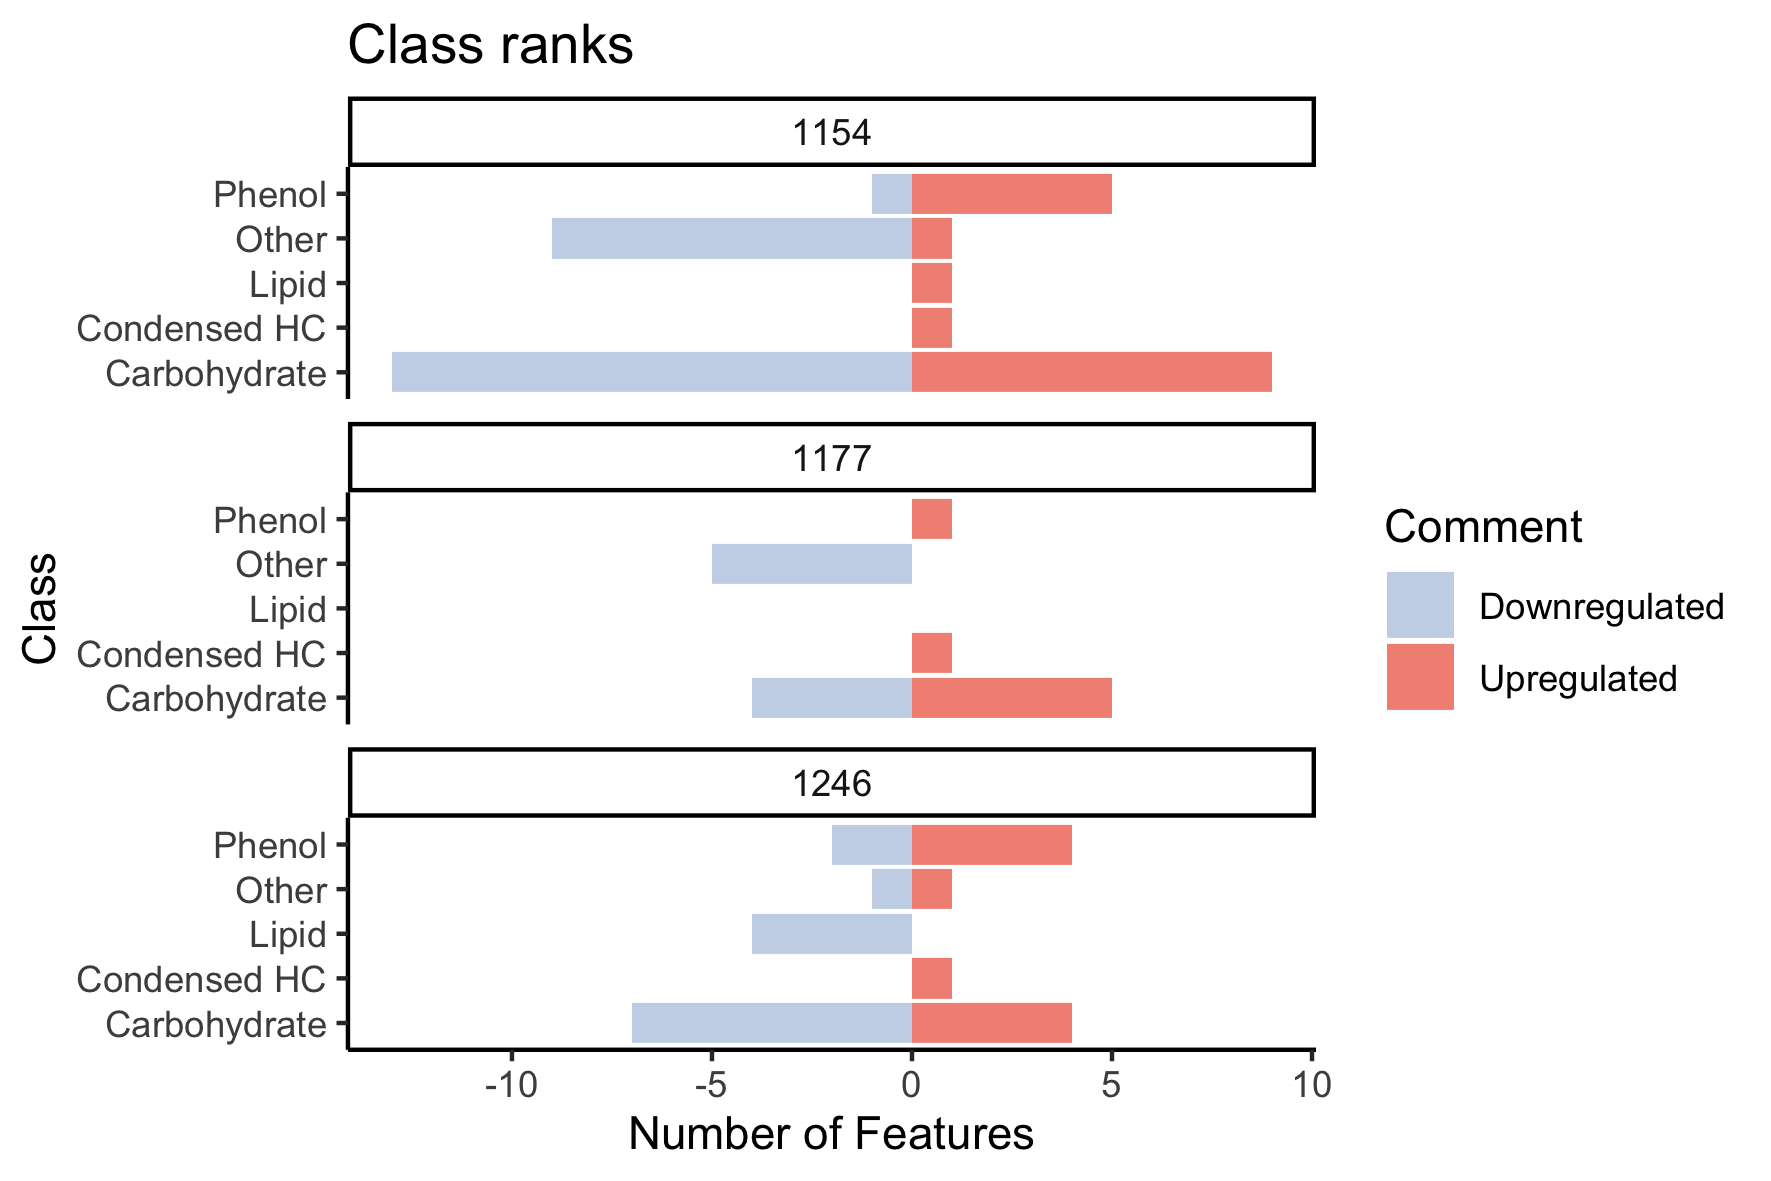 Class ranks
1154
Phenol
Other
Lipid
Condensed HC
Carbohydrate
1177
Phenol
Other
Lipid
Condensed HC
Carbohydrate
1246
Phenol
Other
Lipid
Condensed HC
Carbohydrate
-10 -5 0 5 10
Number of Features
Class
Comment
Downregulated
Upregulated